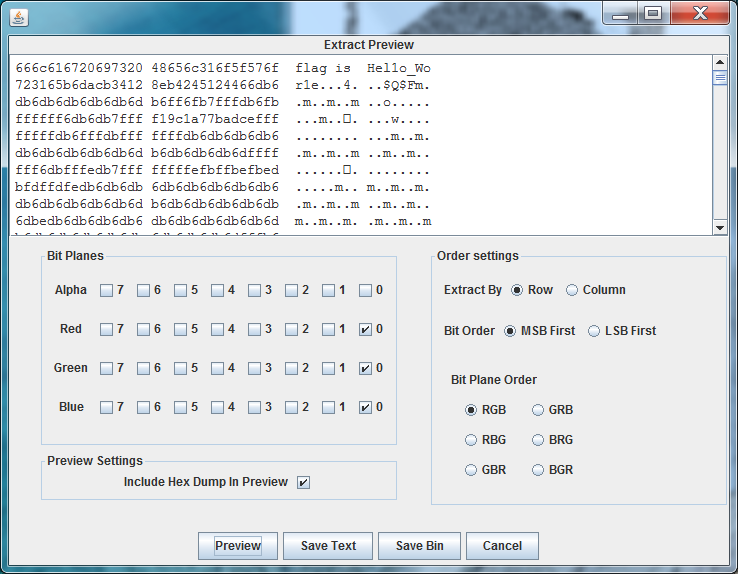 Extract Preview
666c616720697320 48656c316f5f576f flag is Hel1o_Wo
723165b6dacb3412 8eb4245124466db6 r1e...4. ..$Q$Fm.
db6db6db6db6db6d b6ff6fb7fffdb6fb .m..m..m ..o.....
ffffff6db6db7fff f19c1a77badcefff ...m..□. ...w....
fffffdb6fffdbfff ffffdb6db6db6db6 ........ ...m..m.
db6db6db6db6db6d b6db6db6db6dffff .m..m..m ..m..m..
fff6dbfffedb7fff fffffefbffbefbed ......□. ........
bfdffdfedb6db6db 6db6db6db6db6db6 .....m.. m..m..m.
db6db6db6db6db6d b6db6db6db6db6db .m..m..m ..m..m..
6dbedb6db6db6db6 db6db6db6db6db6d m..m..m. .m..m..m
Bit Planes
Alpha 7 6 5 4 3 2 1 0
Red 7 6 5 4 3 2 1 0
Green 7 6 5 4 3 2 1 0
Blue 7 6 5 4 3 2 1 0
Preview Settings
Include Hex Dump In Preview
Order settings
Extract By Row Column
Bit Order MSB First LSB First
Bit Plane Order
RGB GRB
RBG BRG
GBR BGR
Preview Save Text Save Bin Cancel